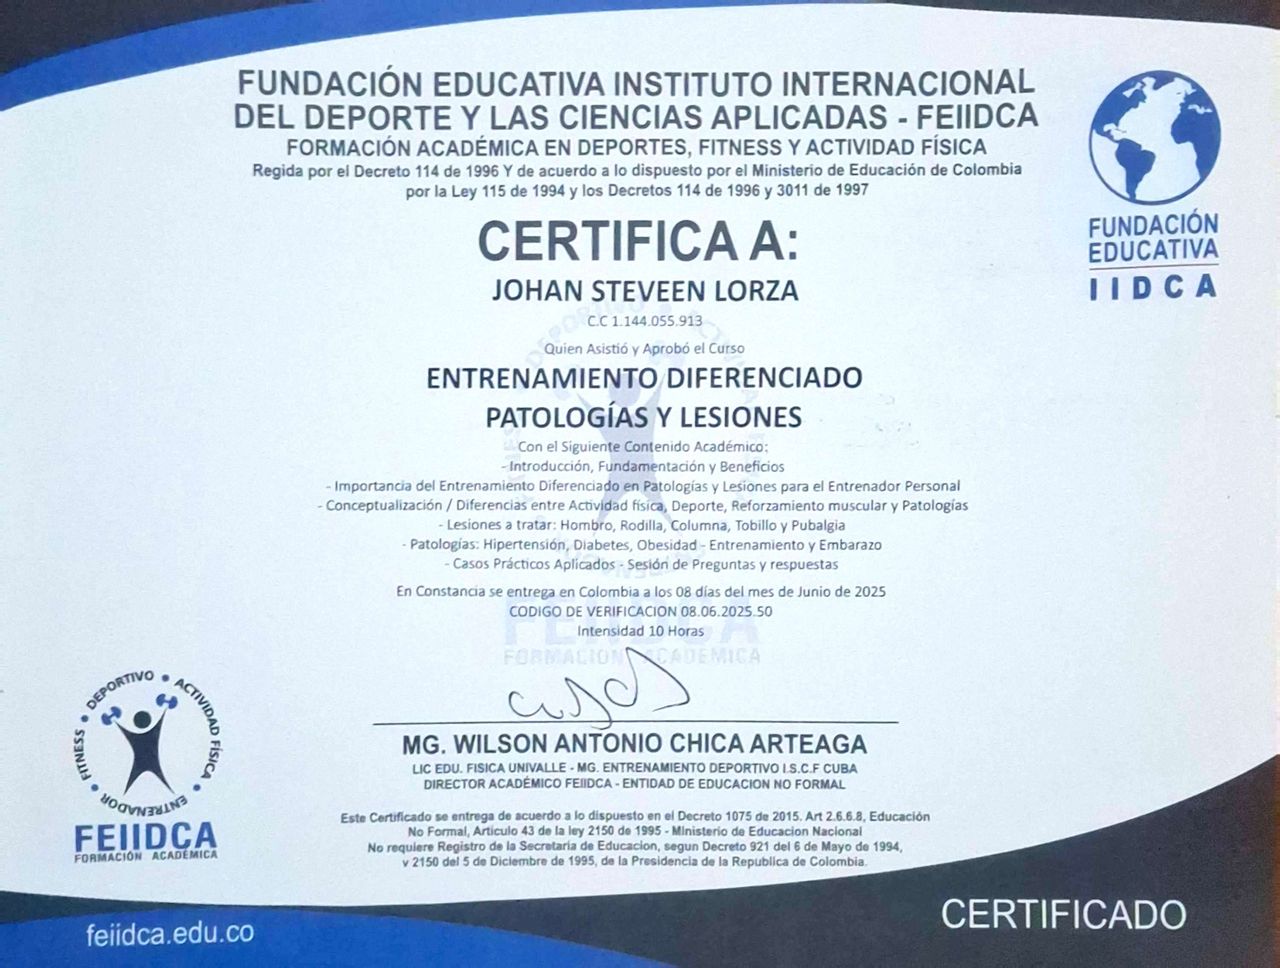 FUNDACIÓN EDUCATIVA INSTITUTO INTERNACIONAL
DEL DEPORTE Y LAS CIENCIAS APLICADAS - FEIIDCA
FORMACIÓN ACADÉMICA EN DEPORTES, FITNESS Y ACTIVIDAD FÍSICA
Regida por el Decreto 114 de 1996 Y de acuerdo a lo dispuesto por el Ministerio de Educación de Colombia
por la Ley 115 de 1994 y los Decretos 114 de 1996 y 3011 de 1997
FUNDACIÓN
EDUCATIVA
IIDCA
CERTIFICA A:
JOHAN STEVEEN LORZA
C.C 1.144.055.913
Quien Asistió y Aprobó el Curso
ENTRENAMIENTO DIFERENCIADO
PATOLOGÍAS Y LESIONES
Con el Siguiente Contenido Académico:
- Introducción, Fundamentación y Beneficios
- Importancia del Entrenamiento Diferenciado en Patologías y Lesiones para el Entrenador Personal
- Conceptualización / Diferencias entre Actividad física, Deporte, Reforzamiento muscular y Patologías
- Lesiones a tratar: Hombro, Rodilla, Columna, Tobillo y Pubalgia
- Patologías: Hipertensión, Diabetes, Obesidad - Entrenamiento y Embarazo
- Casos Prácticos Aplicados - Sesión de Preguntas y respuestas
En Constancia se entrega en Colombia a los 08 días del mes de Junio de 2025
CODIGO DE VERIFICACION 08.06.2025.50
Intensidad 10 Horas
FEIIDCA
FORMACION ACADEMICA
MG. WILSON ANTONIO CHICA ARTEAGA
LIC EDU. FISICA UNIVALLE - MG. ENTRENAMIENTO DEPORTIVO I.S.C.F CUBA
DIRECTOR ACADÉMICO FEIIDCA - ENTIDAD DE EDUCACION NO FORMAL
Este Certificado se entrega de acuerdo a lo dispuesto en el Decreto 1075 de 2015. Art 2.6.6.8, Educación
No Formal, Articulo 43 de la ley 2150 de 1995 - Ministerio de Educacion Nacional
No requiere Registro de la Secretaria de Educacion, segun Decreto 921 del 6 de Mayo de 1994,
y 2150 del 5 de Diciembre de 1995, de la Presidencia de la Republica de Colombia.
ENTRENADOR • FITNESS • DEPORTIVO • ACTIVIDAD FÍSICA •
FEIIDCA
FORMACIÓN ACADÉMICA
feiidca.edu.co
CERTIFICADO